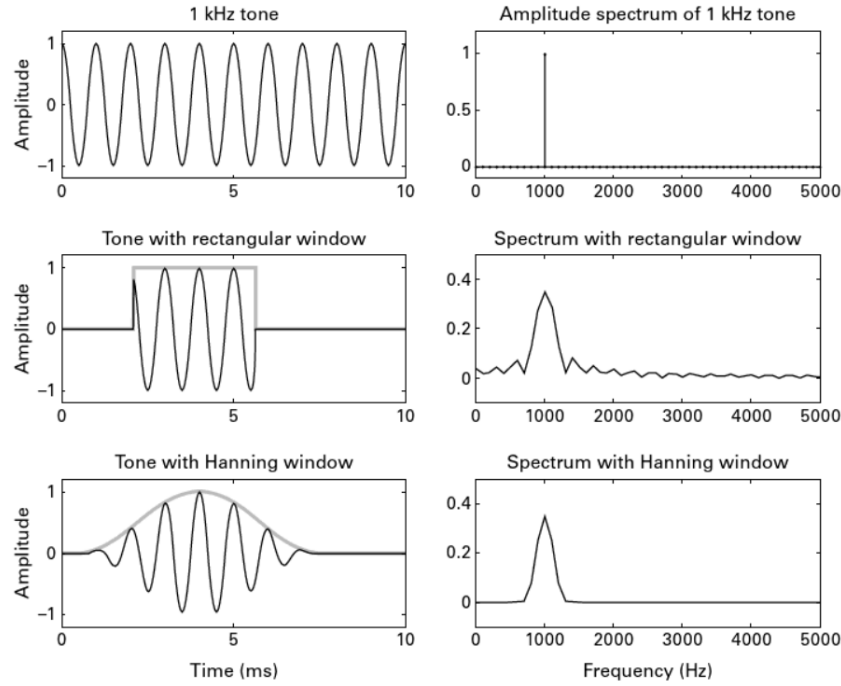 1 kHz tone
Amplitude
1
0
−1
0 5 10
Amplitude spectrum of 1 kHz tone
1
0.5
0
0 1000 2000 3000 4000 5000
Tone with rectangular window
Amplitude
1
0
−1
0 5 10
Spectrum with rectangular window
0.4
0.2
0
0 1000 2000 3000 4000 5000
Tone with Hanning window
Amplitude
1
0
−1
0 5 10
Time (ms)
Spectrum with Hanning window
0.4
0.2
0
0 1000 2000 3000 4000 5000
Frequency (Hz)